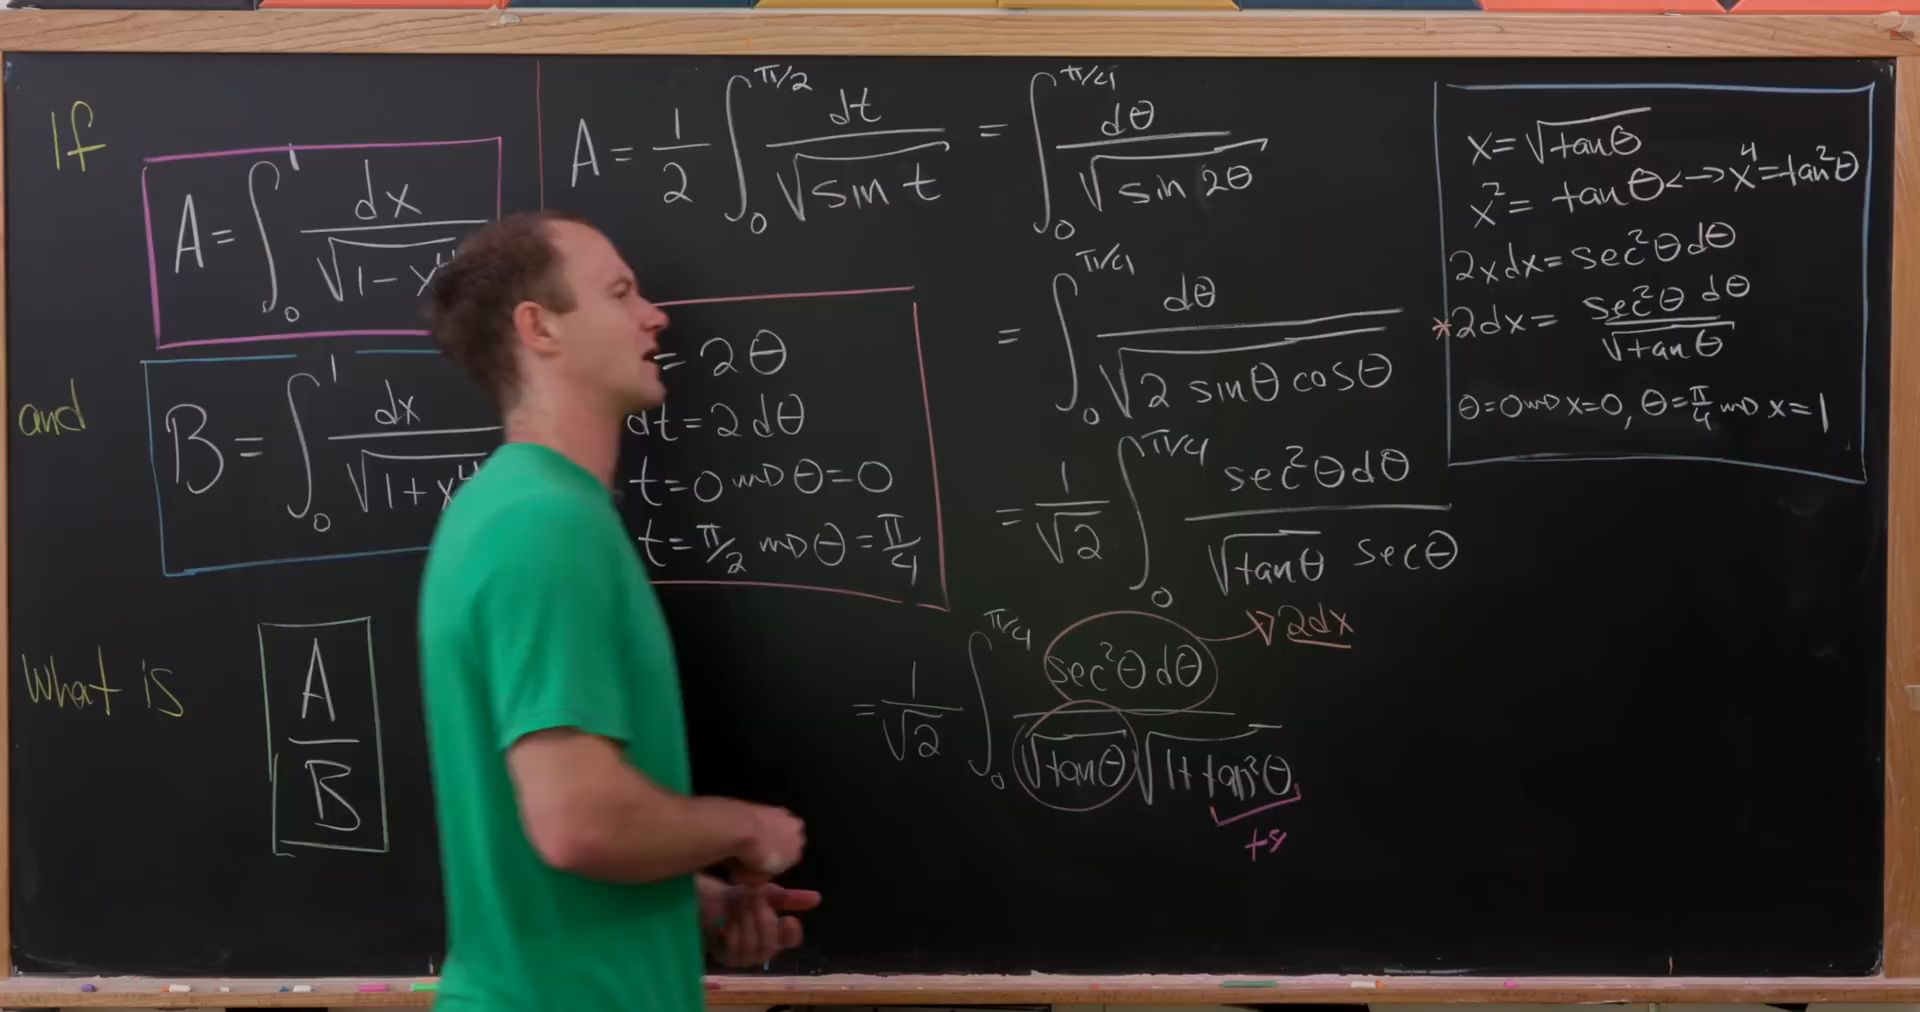 If
A = ∫₀¹ dx / √(1 − x⁴
and
B = ∫₀¹ dx / √(1 + x⁴
What is
A / B
A = 1/2 ∫₀^{π/2} dt / √(sin t) = ∫₀^{π/4} dθ / √(sin 2θ)
= 2θ
dt = 2dθ
t = 0 ⇝ θ = 0
t = π/2 ⇝ θ = π/4
= ∫₀^{π/4} dθ / √(2 sinθ cosθ)
= 1/√2 ∫₀^{π/4} sec²θ dθ / (√(tanθ) secθ)
= 1/√2 ∫₀^{π/4} sec²θ dθ / (√(tanθ) √(1 + tan²θ))
→ 2dx
x = √(tanθ)
x² = tanθ <–> x⁴ = tan²θ
2xdx = sec²θ dθ
*2dx = sec²θ dθ / √(tanθ)
θ = 0 ⇝ x = 0, θ = π/4 ⇝ x = 1